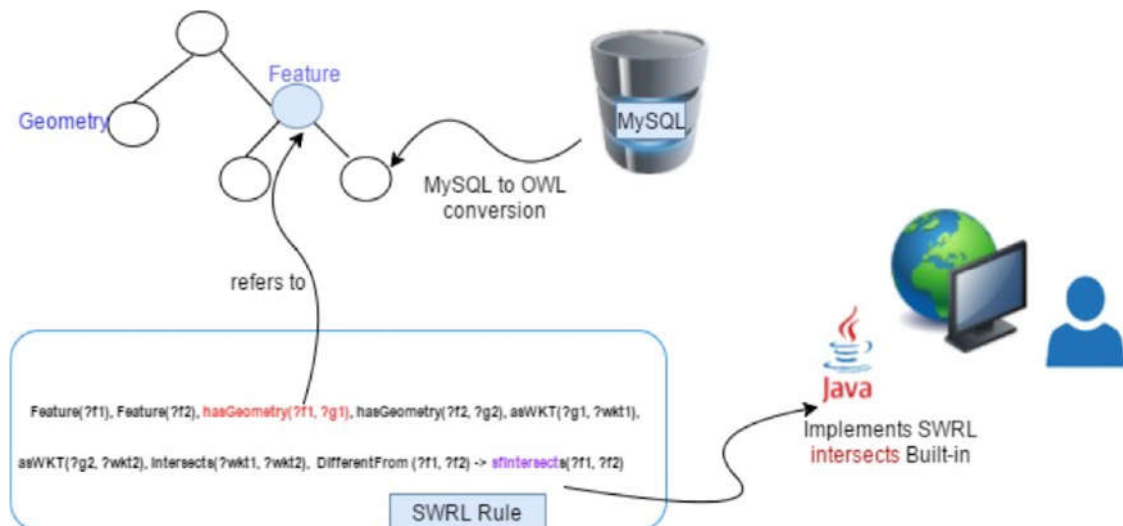 Feature
Geometry
MySQL
MySQL to OWL
conversion
refers to
Feature(?f1), Feature(?f2), hasGeometry(?f1, ?g1), hasGeometry(?f2, ?g2), asWKT(?g1, ?wkt1),
asWKT(?g2, ?wkt2), Intersects(?wkt1, ?wkt2), DifferentFrom (?f1, ?f2) -> sfIntersects(?f1, ?f2)
SWRL Rule
Java
Implements SWRL
intersects Built-in